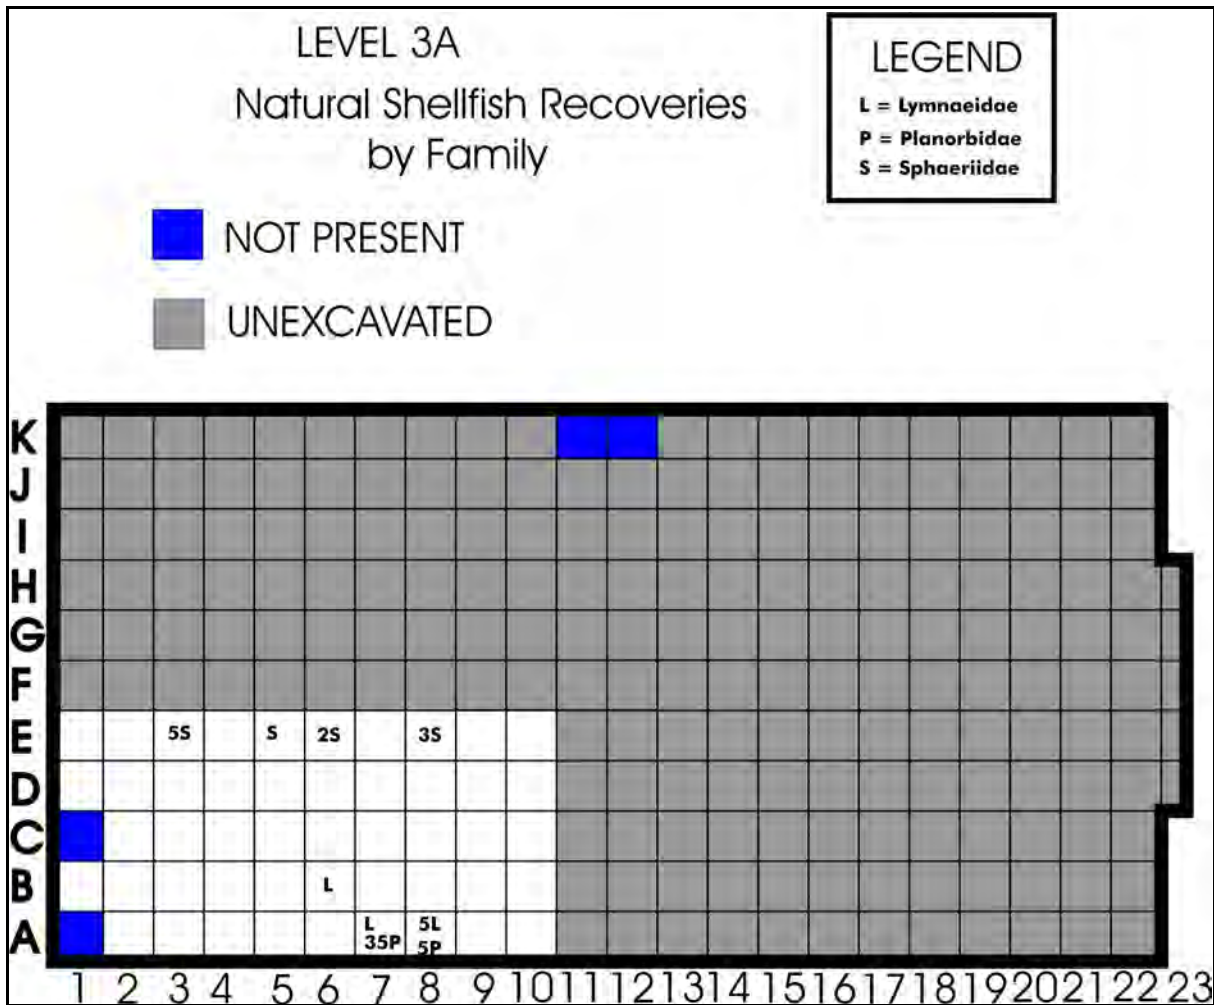 LEVEL 3A
Natural Shellfish Recoveries
by Family
LEGEND
L = Lymnaeidae
P = Planorbidae
S = Sphaeriidae
NOT PRESENT
UNEXCAVATED
K
J
I
H
G
F
E 5S S 2S 3S
D
C
B L
A L 5L
35P 5P
1 2 3 4 5 6 7 8 9 10 11 12 13 14 15 16 17 18 19 20 21 22 23